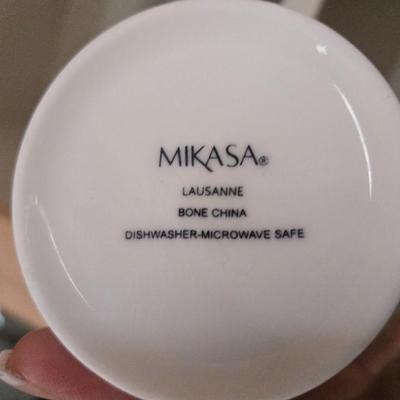 MIKASA®
LAUSANNE
BONE CHINA
DISHWASHER-MICROWAVE SAFE